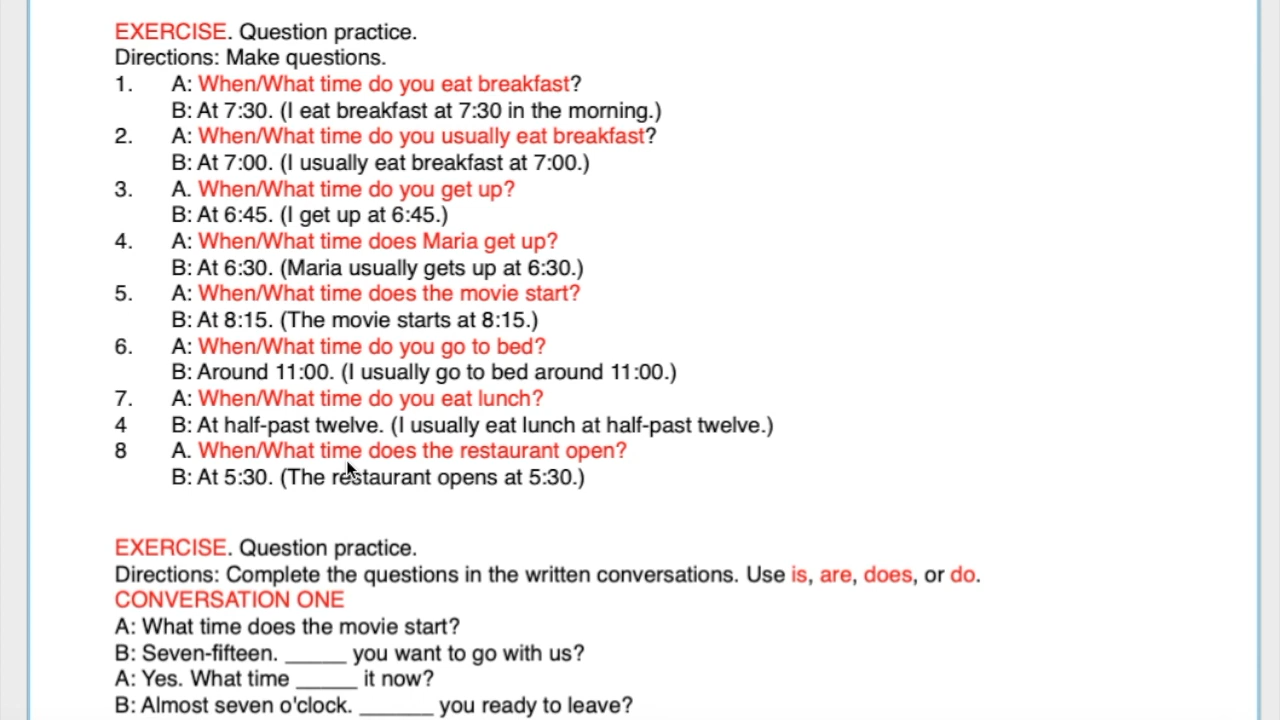 EXERCISE. Question practice.
Directions: Make questions.
1. A: When/What time do you eat breakfast?
B: At 7:30. (I eat breakfast at 7:30 in the morning.)
2. A: When/What time do you usually eat breakfast?
B: At 7:00. (I usually eat breakfast at 7:00.)
3. A. When/What time do you get up?
B: At 6:45. (I get up at 6:45.)
4. A: When/What time does Maria get up?
B: At 6:30. (Maria usually gets up at 6:30.)
5. A: When/What time does the movie start?
B: At 8:15. (The movie starts at 8:15.)
6. A: When/What time do you go to bed?
B: Around 11:00. (I usually go to bed around 11:00.)
7. A: When/What time do you eat lunch?
4 B: At half-past twelve. (I usually eat lunch at half-past twelve.)
8 A. When/What time does the restaurant open?
B: At 5:30. (The restaurant opens at 5:30.)
EXERCISE. Question practice.
Directions: Complete the questions in the written conversations. Use is, are, does, or do.
CONVERSATION ONE
A: What time does the movie start?
B: Seven-fifteen. _____ you want to go with us?
A: Yes. What time _____ it now?
B: Almost seven o'clock. ______ you ready to leave?